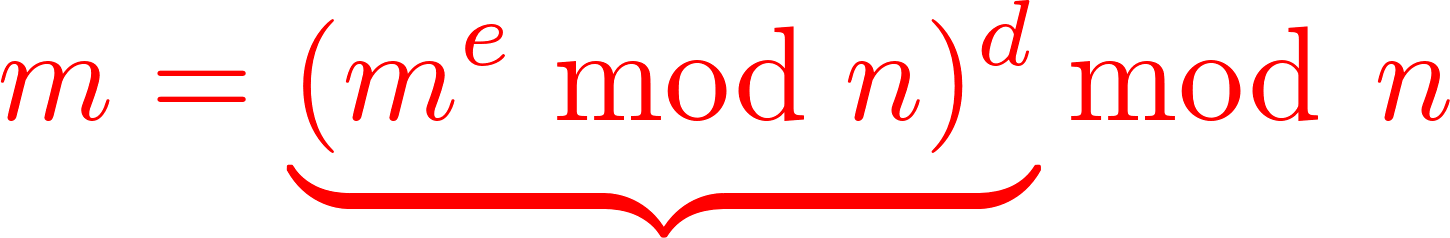 m = (m^e mod n)^d mod n